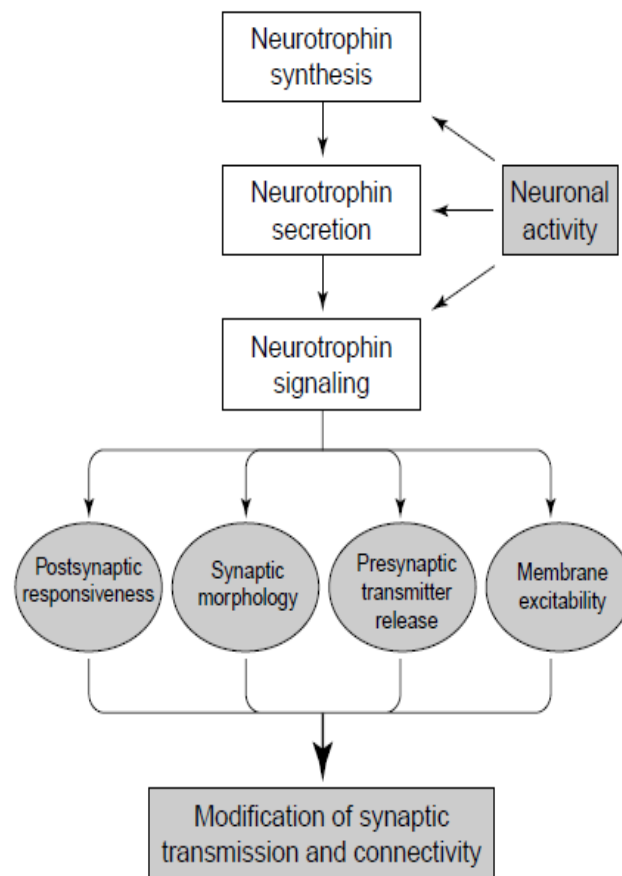 Neurotrophin
synthesis
Neurotrophin
secretion
Neuronal
activity
Neurotrophin
signaling
Postsynaptic
responsiveness
Synaptic
morphology
Presynaptic
transmitter
release
Membrane
excitability
Modification of synaptic
transmission and connectivity